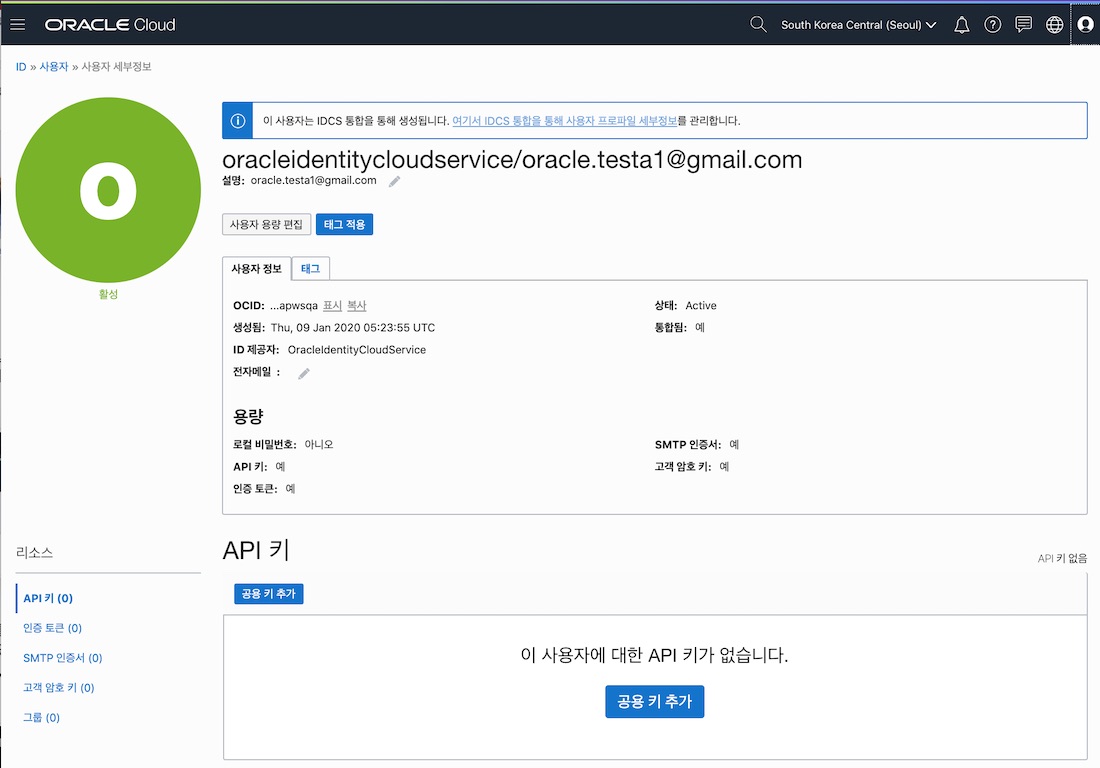 ORACLE Cloud
South Korea Central (Seoul)
ID » 사용자 » 사용자 세부정보
O
활성
이 사용자는 IDCS 통합을 통해 생성됩니다. 여기서 IDCS 통합을 통해 사용자 프로파일 세부정보를 관리합니다.
oracleidentitycloudservice/oracle.testa1@gmail.com
설명: oracle.testa1@gmail.com
사용자 용량 편집 태그 적용
사용자 정보 태그
OCID: ...apwsqa 표시 복사
상태: Active
생성됨: Thu, 09 Jan 2020 05:23:55 UTC
통합됨: 예
ID 제공자: OracleIdentityCloudService
전자메일 :
용량
로컬 비밀번호: 아니오
SMTP 인증서: 예
API 키: 예
고객 암호 키: 예
인증 토큰: 예
리소스
API 키 (0)
인증 토큰 (0)
SMTP 인증서 (0)
고객 암호 키 (0)
그룹 (0)
API 키
API 키 없음
공용 키 추가
이 사용자에 대한 API 키가 없습니다.
공용 키 추가